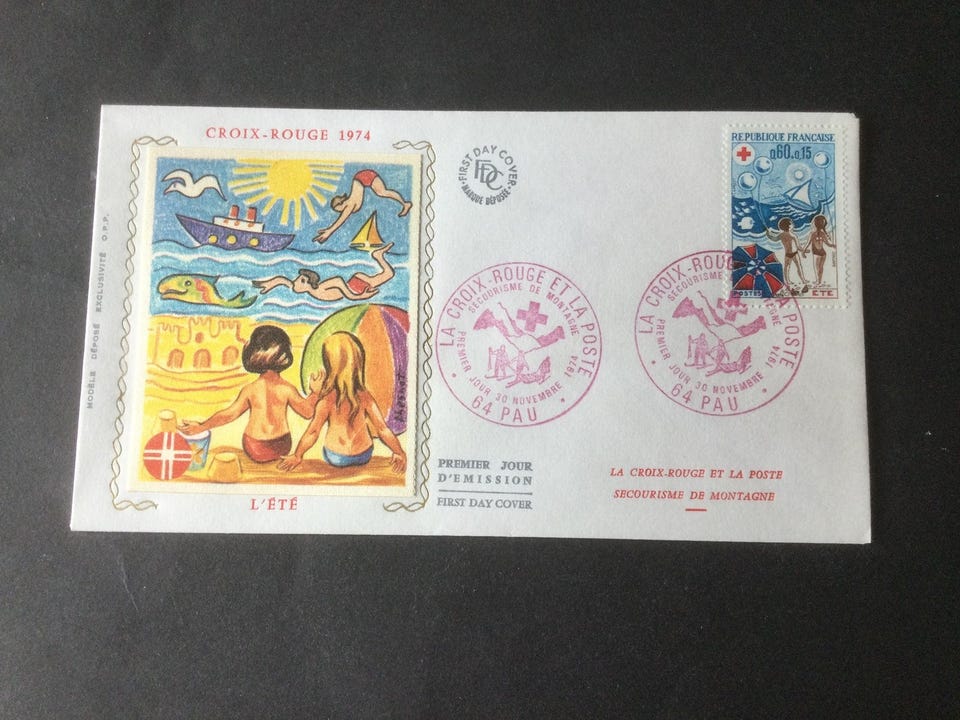 CROIX-ROUGE 1974
MODÈLE DÉPOSÉ EXCLUSIVITÉ O.P.P.
L'ÉTÉ
FIRST DAY COVER
FDC
MARQUE DÉPOSÉE
REPUBLIQUE FRANÇAISE
0,60+0,15
POSTES
ETE
LA CROIX-ROUGE ET LA POSTE
SECOURISME DE MONTAGNE
PREMIER JOUR 30 NOVEMBRE 1974
64 PAU
LA CROIX-ROUGE ET LA POSTE
SECOURISME DE MONTAGNE
PREMIER JOUR 30 NOVEMBRE 1974
64 PAU
PREMIER JOUR
D'EMISSION
FIRST DAY COVER
LA CROIX-ROUGE ET LA POSTE
SECOURISME DE MONTAGNE